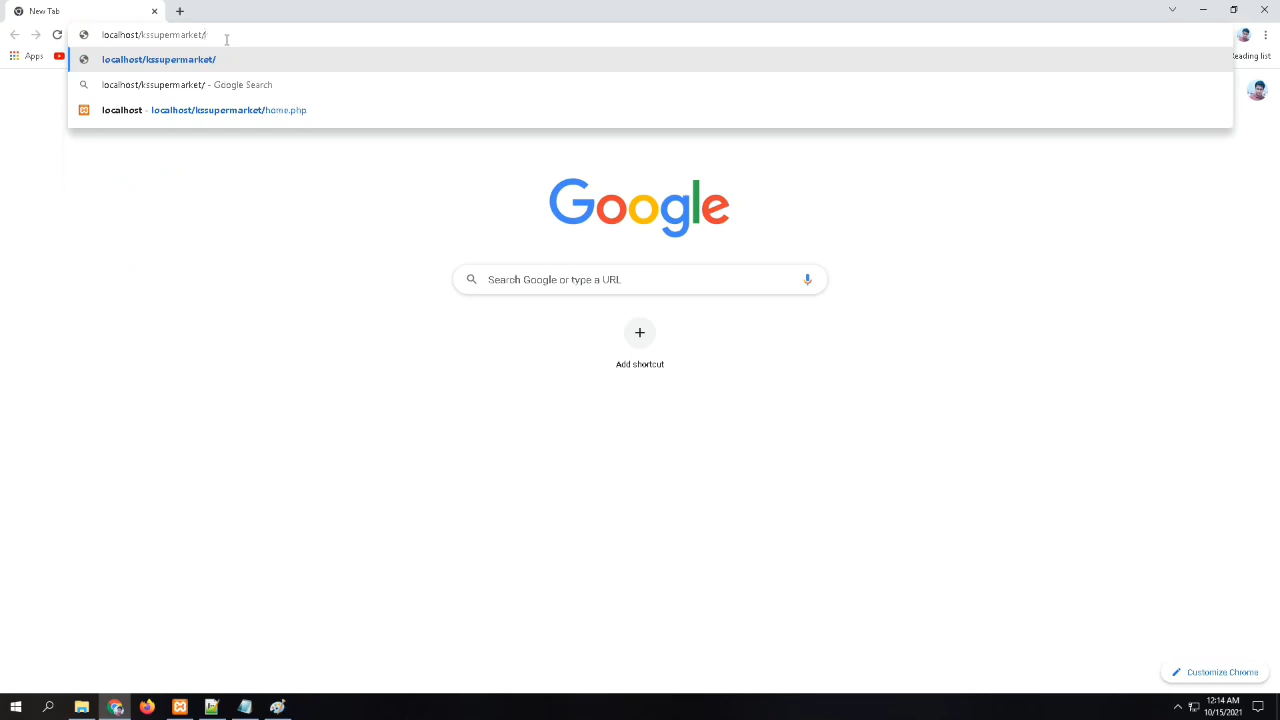 New Tab
localhost/kssupermarket/
Apps
localhost/kssupermarket/
eading list
localhost/kssupermarket/ - Google Search
localhost - localhost/kssupermarket/home.php
Google
Search Google or type a URL
Add shortcut
Customize Chrome
12:14 AM
10/15/2021